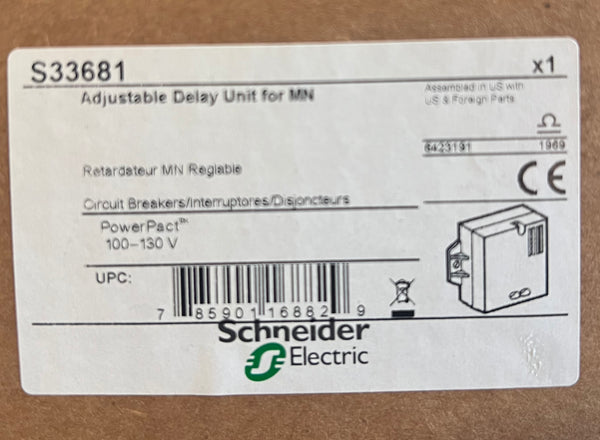 S33681
x1
Adjustable Delay Unit for MN
Assembled in US with
US & Foreign Parts
6423191 1969
Retardateur MN Reglable
CE
Circuit Breakers/Interruptores/Disjoncteurs
PowerPact™
100–130 V
UPC:
7 85901 16882 9
Schneider
Electric